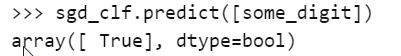 >>> sgd_clf.predict([some_digit])
array([ True], dtype=bool)